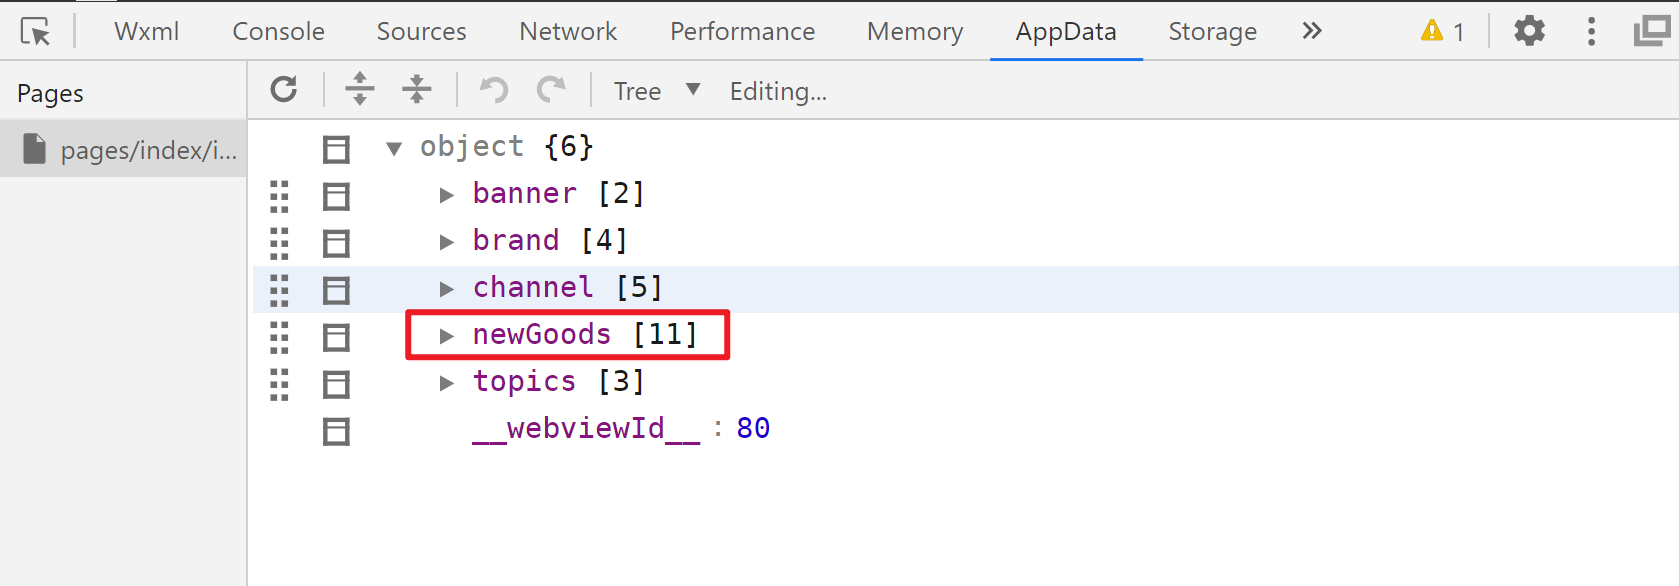 Wxml Console Sources Network Performance Memory AppData Storage » 1
Pages
Tree Editing...
pages/index/i...
object {6}
banner [2]
brand [4]
channel [5]
newGoods [11]
topics [3]
__webviewId__ : 80